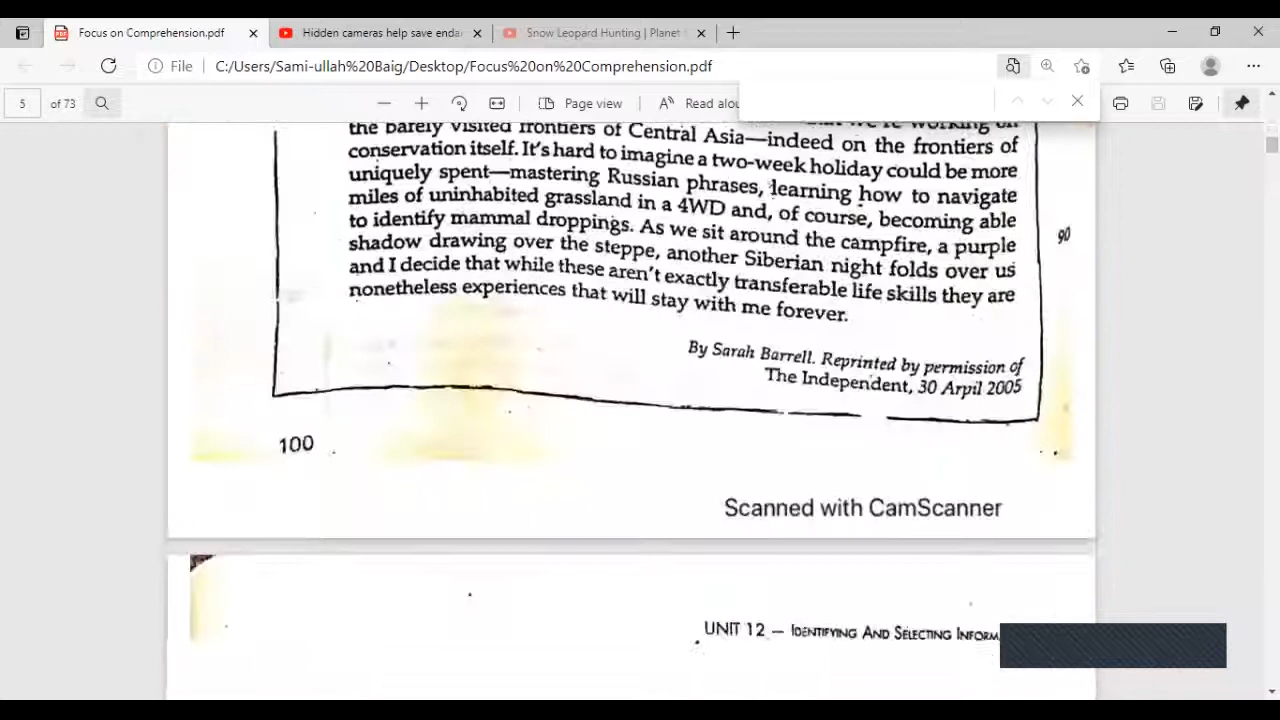 Focus on Comprehension.pdf
Hidden cameras help save enda
Snow Leopard Hunting | Planet
File
C:/Users/Sami-ullah%20Baig/Desktop/Focus%20on%20Comprehension.pdf
5 of 73
Page view
Read alou
we're working on
the barely visited frontiers of Central Asia—indeed on the frontiers of
conservation itself. It's hard to imagine a two-week holiday could be more
uniquely spent—mastering Russian phrases, learning how to navigate
miles of uninhabited grassland in a 4WD and, of course, becoming able
to identify mammal droppings. As we sit around the campfire, a purple
shadow drawing over the steppe, another Siberian night folds over us
and I decide that while these aren't exactly transferable life skills they are
nonetheless experiences that will stay with me forever.
90
By Sarah Barrell. Reprinted by permission of
The Independent, 30 Arpil 2005
100
Scanned with CamScanner
UNIT 12 — IDENTIFYING AND SELECTING INFORM